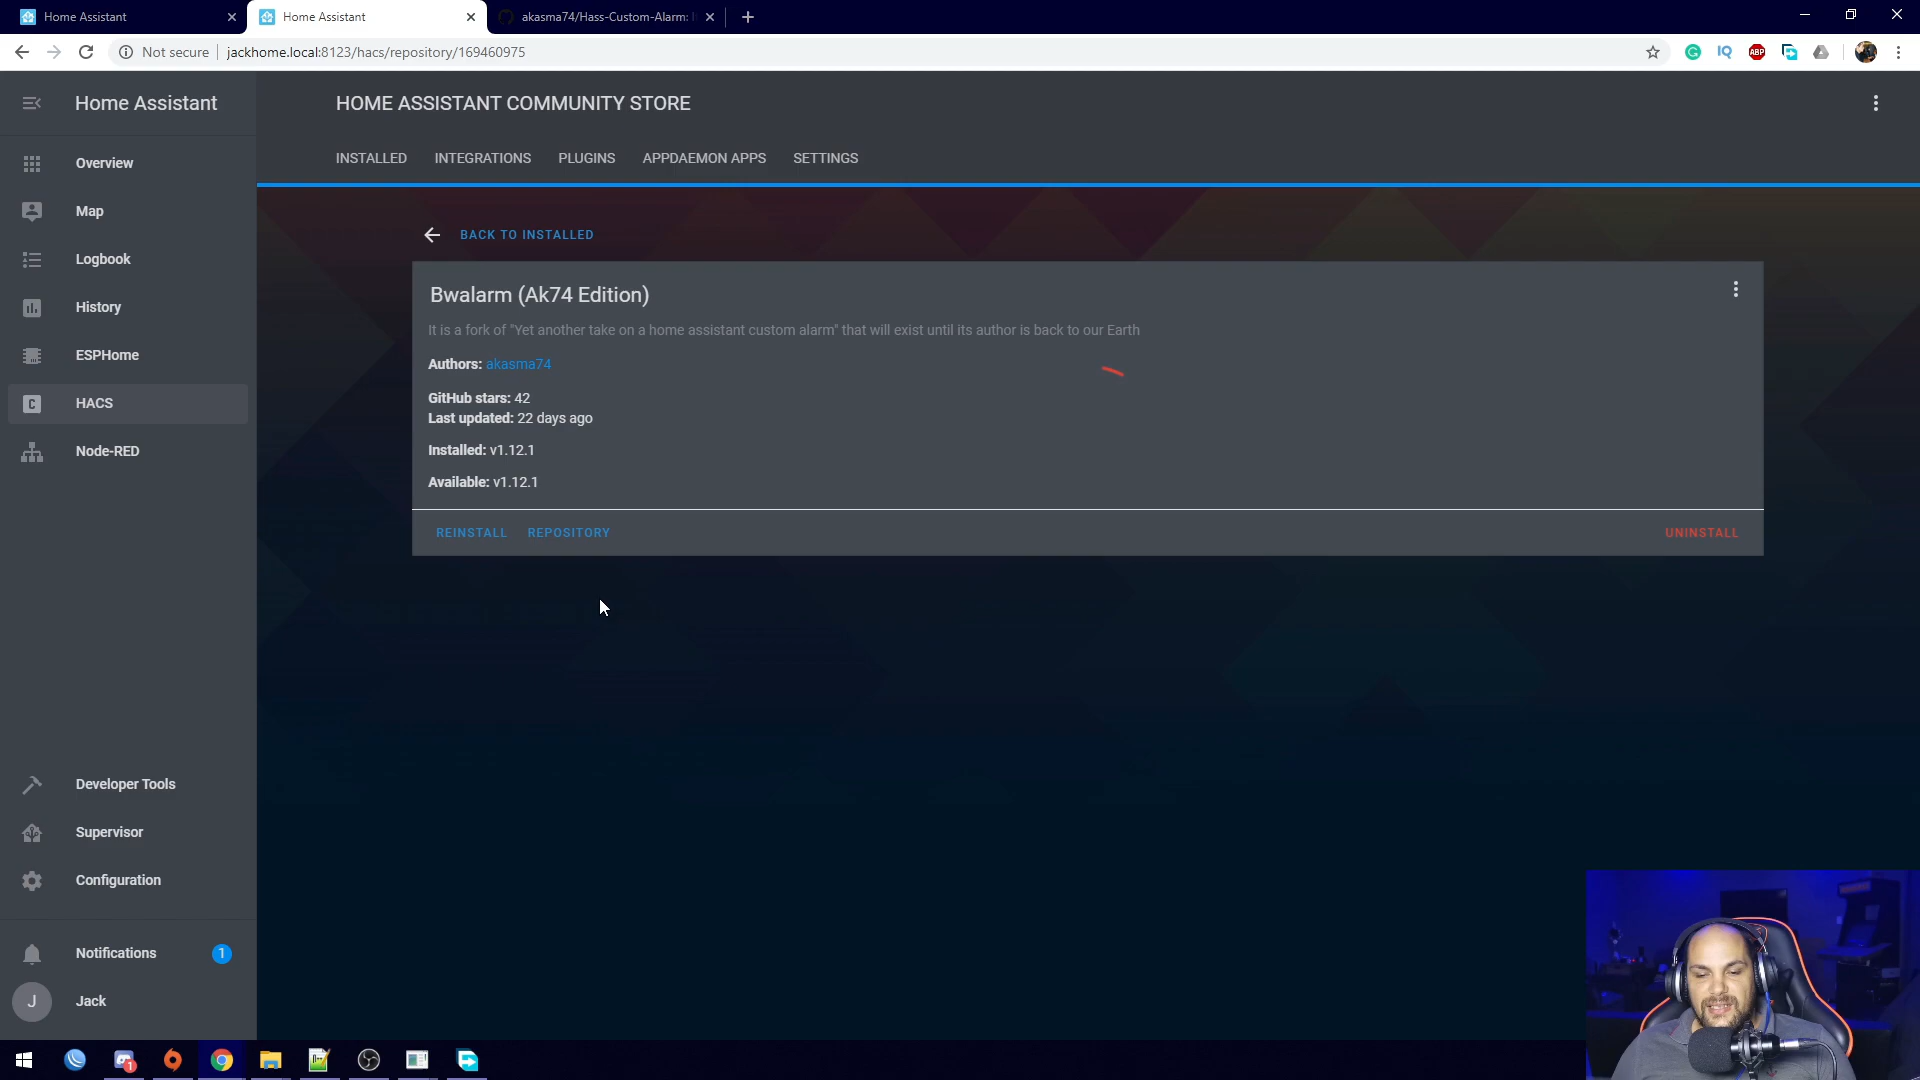 Home Assistant
Home Assistant
akasma74/Hass-Custom-Alarm:
Not secure
jackhome.local:8123/hacs/repository/169460975
IQ
ABP
Home Assistant
HOME ASSISTANT COMMUNITY STORE
Overview
INSTALLED
INTEGRATIONS
PLUGINS
APPDAEMON APPS
SETTINGS
Map
Logbook
History
ESPHome
C
HACS
Node-RED
BACK TO INSTALLED
Bwalarm (Ak74 Edition)
It is a fork of "Yet another take on a home assistant custom alarm" that will exist until its author is back to our Earth
Authors: akasma74
GitHub stars: 42
Last updated: 22 days ago
Installed: v1.12.1
Available: v1.12.1
REINSTALL
REPOSITORY
UNINSTALL
Developer Tools
Supervisor
Configuration
Notifications
1
J
Jack
1